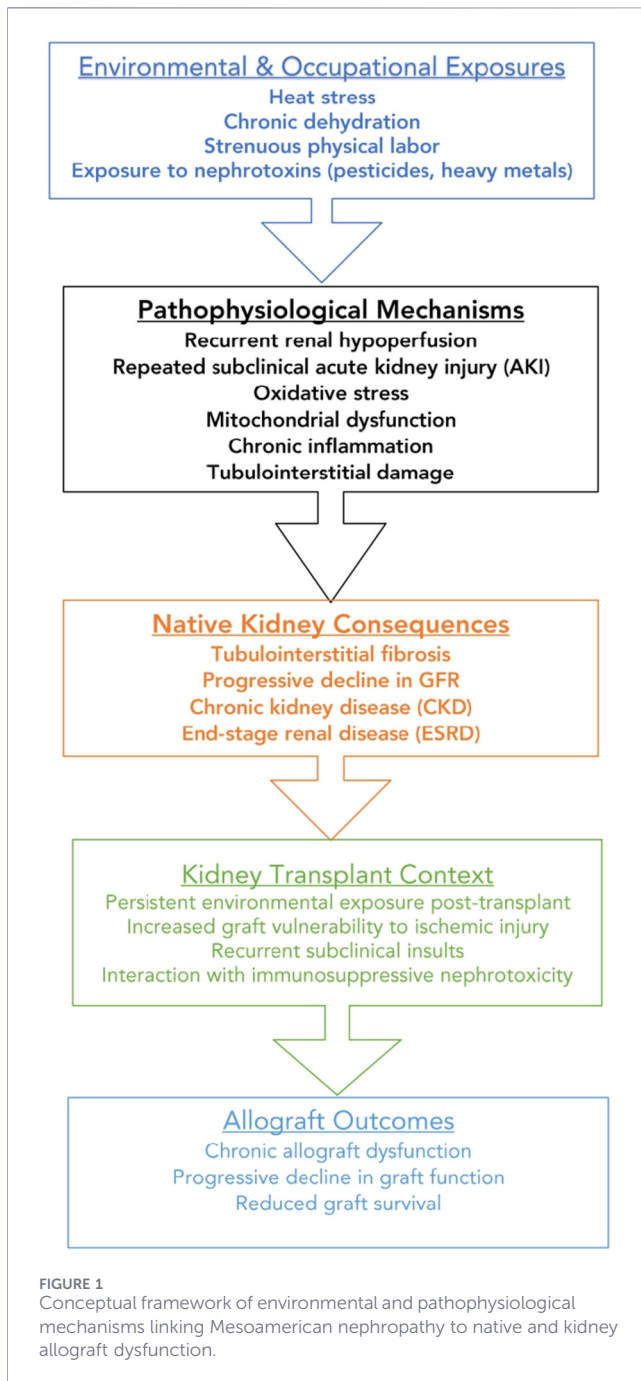 Environmental & Occupational Exposures
Heat stress
Chronic dehydration
Strenuous physical labor
Exposure to nephrotoxins (pesticides, heavy metals)
Pathophysiological Mechanisms
Recurrent renal hypoperfusion
Repeated subclinical acute kidney injury (AKI)
Oxidative stress
Mitochondrial dysfunction
Chronic inflammation
Tubulointerstitial damage
Native Kidney Consequences
Tubulointerstitial fibrosis
Progressive decline in GFR
Chronic kidney disease (CKD)
End-stage renal disease (ESRD)
Kidney Transplant Context
Persistent environmental exposure post-transplant
Increased graft vulnerability to ischemic injury
Recurrent subclinical insults
Interaction with immunosuppressive nephrotoxicity
Allograft Outcomes
Chronic allograft dysfunction
Progressive decline in graft function
Reduced graft survival
FIGURE 1
Conceptual framework of environmental and pathophysiological
mechanisms linking Mesoamerican nephropathy to native and kidney
allograft dysfunction.